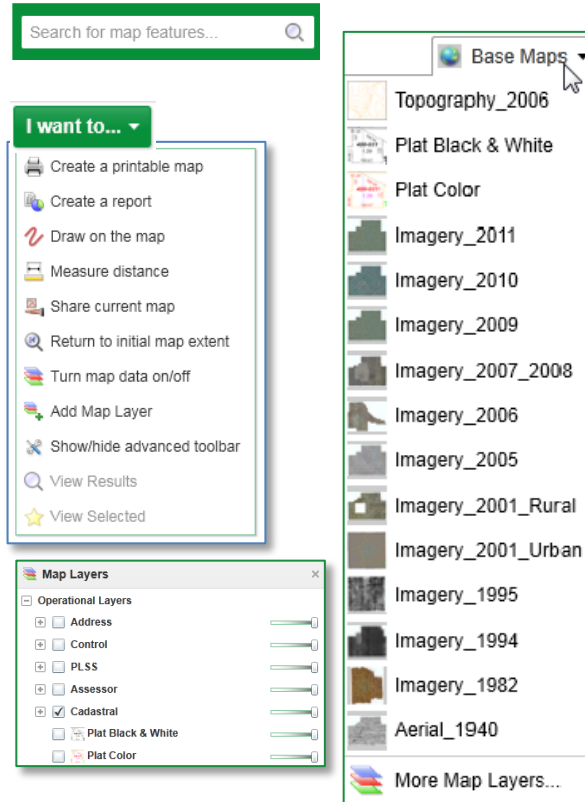 Search for map features...
I want to...
Create a printable map
Create a report
Draw on the map
Measure distance
Share current map
Return to initial map extent
Turn map data on/off
Add Map Layer
Show/hide advanced toolbar
View Results
View Selected
Map Layers
Operational Layers
Address
Control
PLSS
Assessor
Cadastral
Plat Black & White
Plat Color
Base Maps
Topography_2006
Plat Black & White
Plat Color
Imagery_2011
Imagery_2010
Imagery_2009
Imagery_2007_2008
Imagery_2006
Imagery_2005
Imagery_2001_Rural
Imagery_2001_Urban
Imagery_1995
Imagery_1994
Imagery_1982
Aerial_1940
More Map Layers...